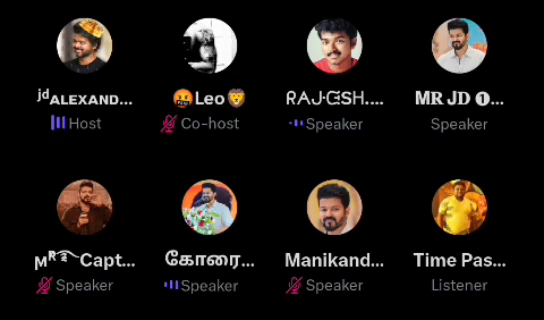 ʲᵈALEXAND... 🤬Leo🦁 RAJ-GSH.... MR JD ❶...
Host Co-host Speaker Speaker
Mᴿ Capt... கோரை... Manikand... Time Pas...
Speaker Speaker Speaker Listener